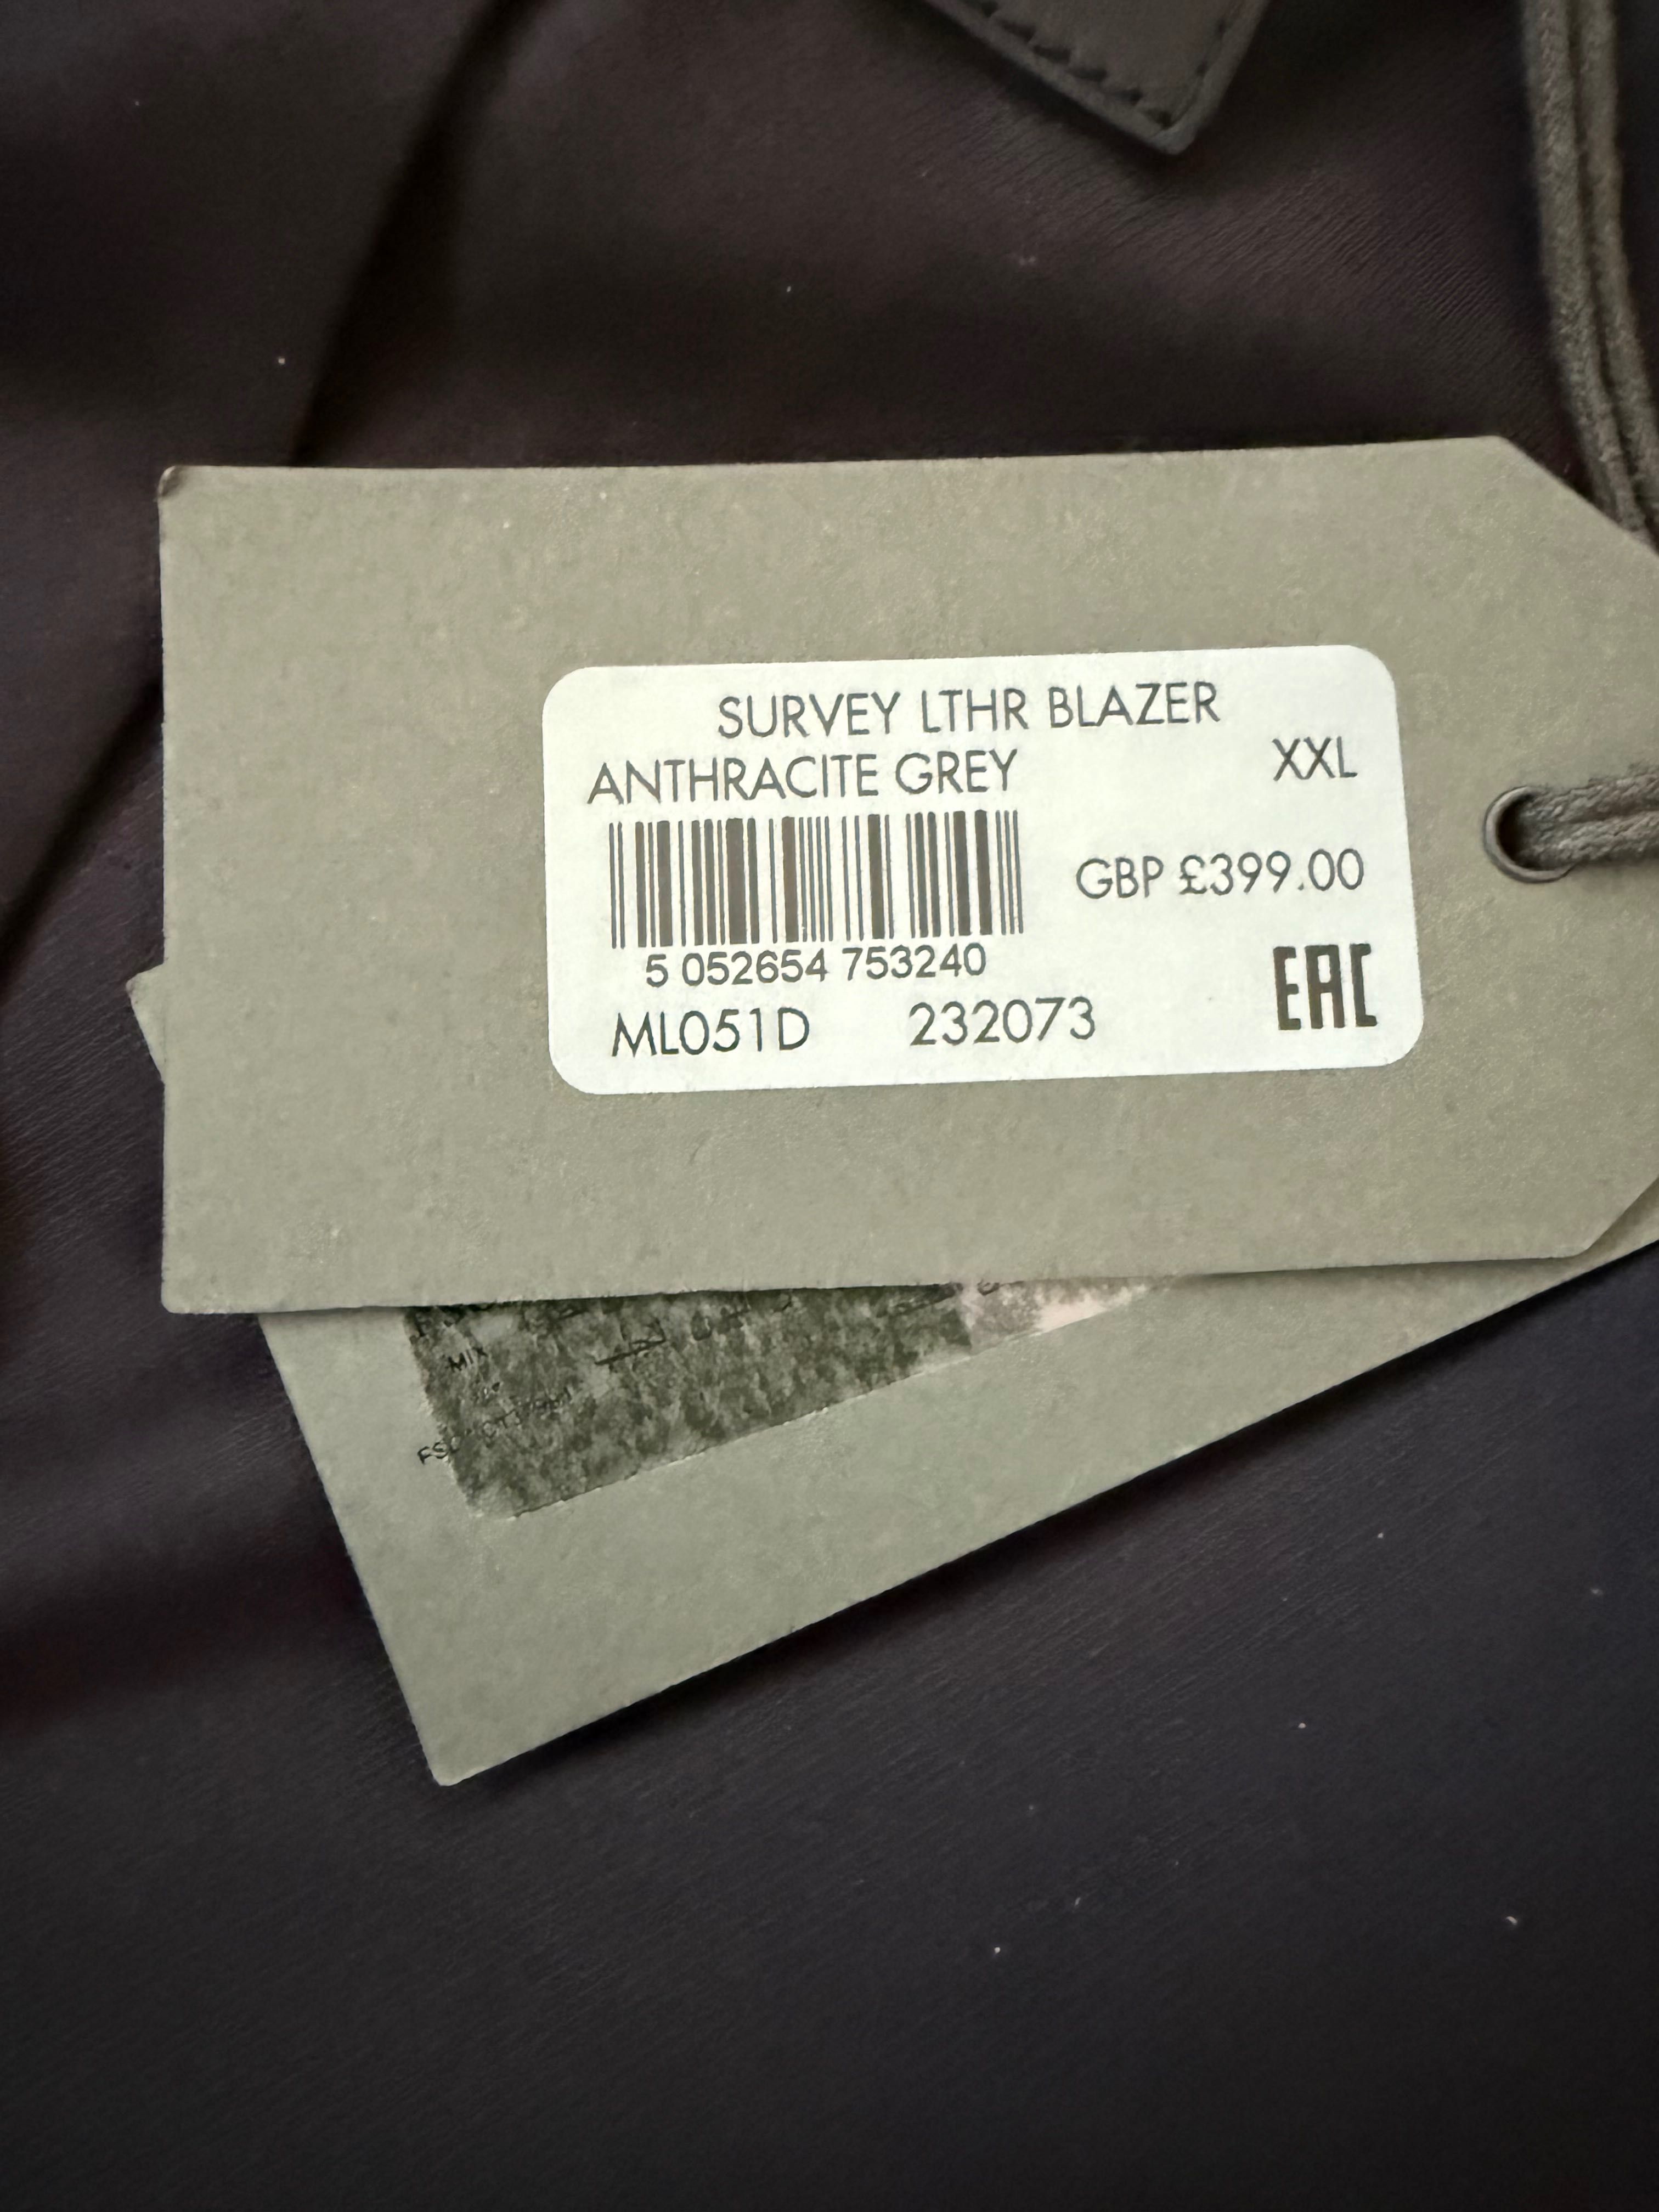 SURVEY LTHR BLAZER
ANTHRACITE GREY XXL
GBP £399.00
5 052654 753240
ML051D 232073 EAC
MIX